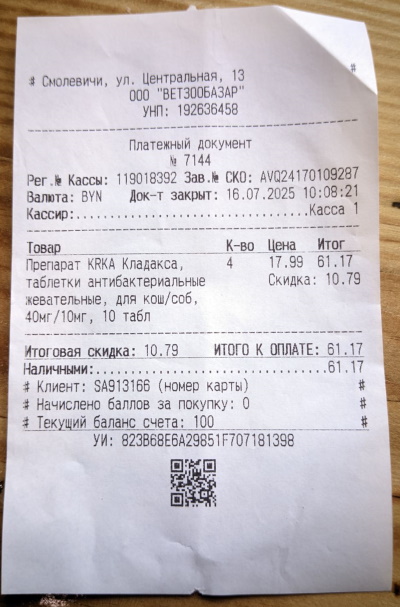 # Смолевичи, ул. Центральная, 13 #
ООО "ВЕТЗООБАЗАР"
УНП: 192636458
Платежный документ
№ 7144
Рег.№ Кассы: 119018392 Зав.№ СКО: AVQ24170109287
Валюта: BYN Док-т закрыт: 16.07.2025 10:08:21
Кассир:.................................Касса 1
Товар К-во Цена Итог
Препарат KRKA Кладакса, 4 17.99 61.17
таблетки антибактериальные Скидка: 10.79
жевательные, для кош/соб,
40мг/10мг, 10 табл
Итоговая скидка: 10.79 ИТОГО К ОПЛАТЕ: 61.17
Наличными:.................................61.17
# Клиент: SA913166 (номер карты) #
# Начислено баллов за покупку: 0 #
# Текущий баланс счета: 100 #
УИ: 823B68E6A29851F707181398